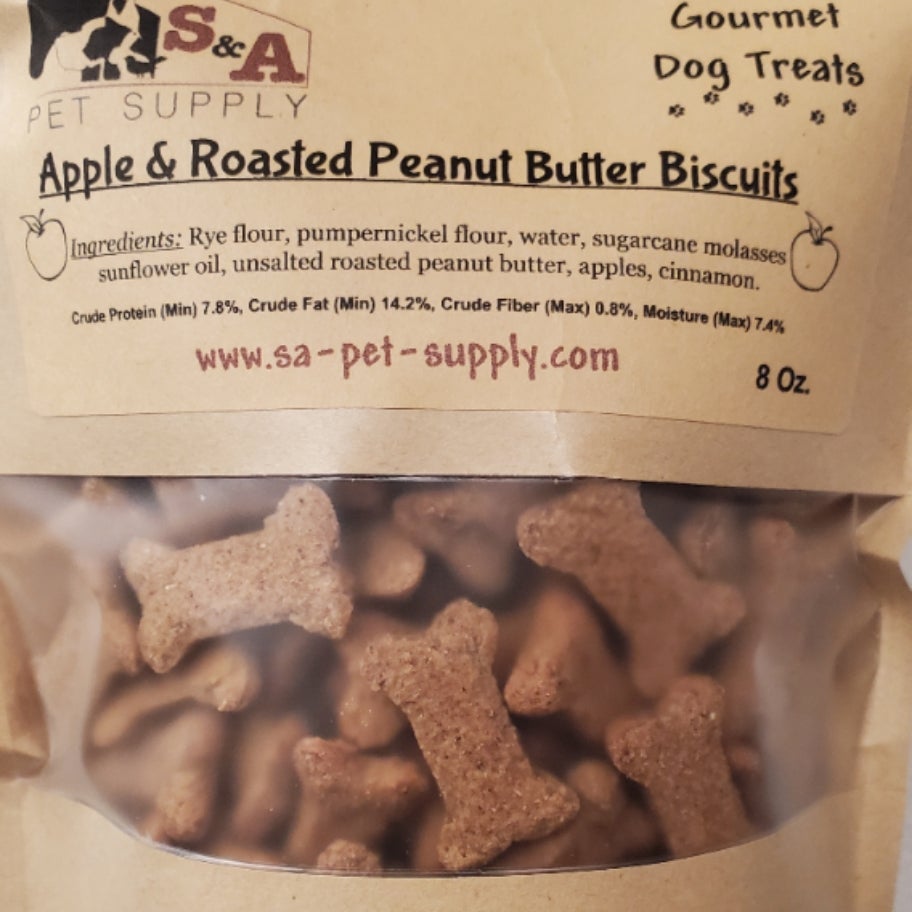 S&A
PET SUPPLY
Gourmet
Dog Treats
Apple & Roasted Peanut Butter Biscuits
Ingredients: Rye flour, pumpernickel flour, water, sugarcane molasses
sunflower oil, unsalted roasted peanut butter, apples, cinnamon.
Crude Protein (Min) 7.8%, Crude Fat (Min) 14.2%, Crude Fiber (Max) 0.8%, Moisture (Max) 7.4%
www.sa-pet-supply.com
8 Oz.